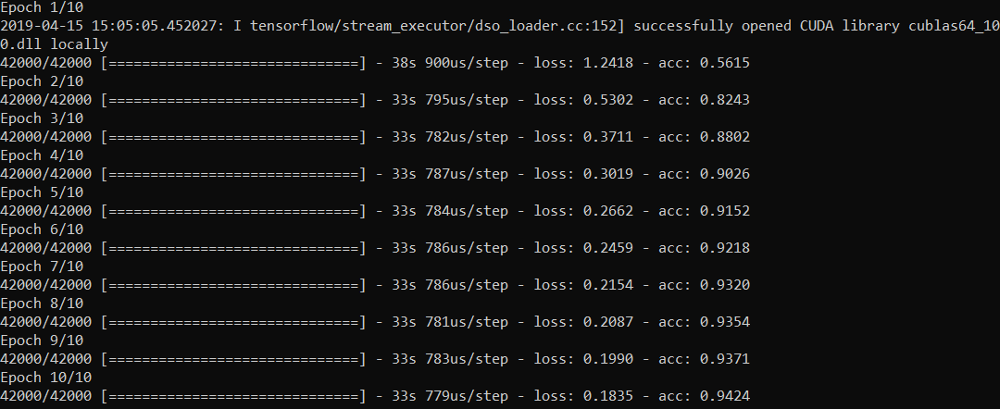 Epoch 1/10
2019-04-15 15:05:05.452027: I tensorflow/stream_executor/dso_loader.cc:152] successfully opened CUDA library cublas64_10
0.dll locally
42000/42000 [==============================] - 38s 900us/step - loss: 1.2418 - acc: 0.5615
Epoch 2/10
42000/42000 [==============================] - 33s 795us/step - loss: 0.5302 - acc: 0.8243
Epoch 3/10
42000/42000 [==============================] - 33s 782us/step - loss: 0.3711 - acc: 0.8802
Epoch 4/10
42000/42000 [==============================] - 33s 787us/step - loss: 0.3019 - acc: 0.9026
Epoch 5/10
42000/42000 [==============================] - 33s 784us/step - loss: 0.2662 - acc: 0.9152
Epoch 6/10
42000/42000 [==============================] - 33s 786us/step - loss: 0.2459 - acc: 0.9218
Epoch 7/10
42000/42000 [==============================] - 33s 786us/step - loss: 0.2154 - acc: 0.9320
Epoch 8/10
42000/42000 [==============================] - 33s 781us/step - loss: 0.2087 - acc: 0.9354
Epoch 9/10
42000/42000 [==============================] - 33s 783us/step - loss: 0.1990 - acc: 0.9371
Epoch 10/10
42000/42000 [==============================] - 33s 779us/step - loss: 0.1835 - acc: 0.9424